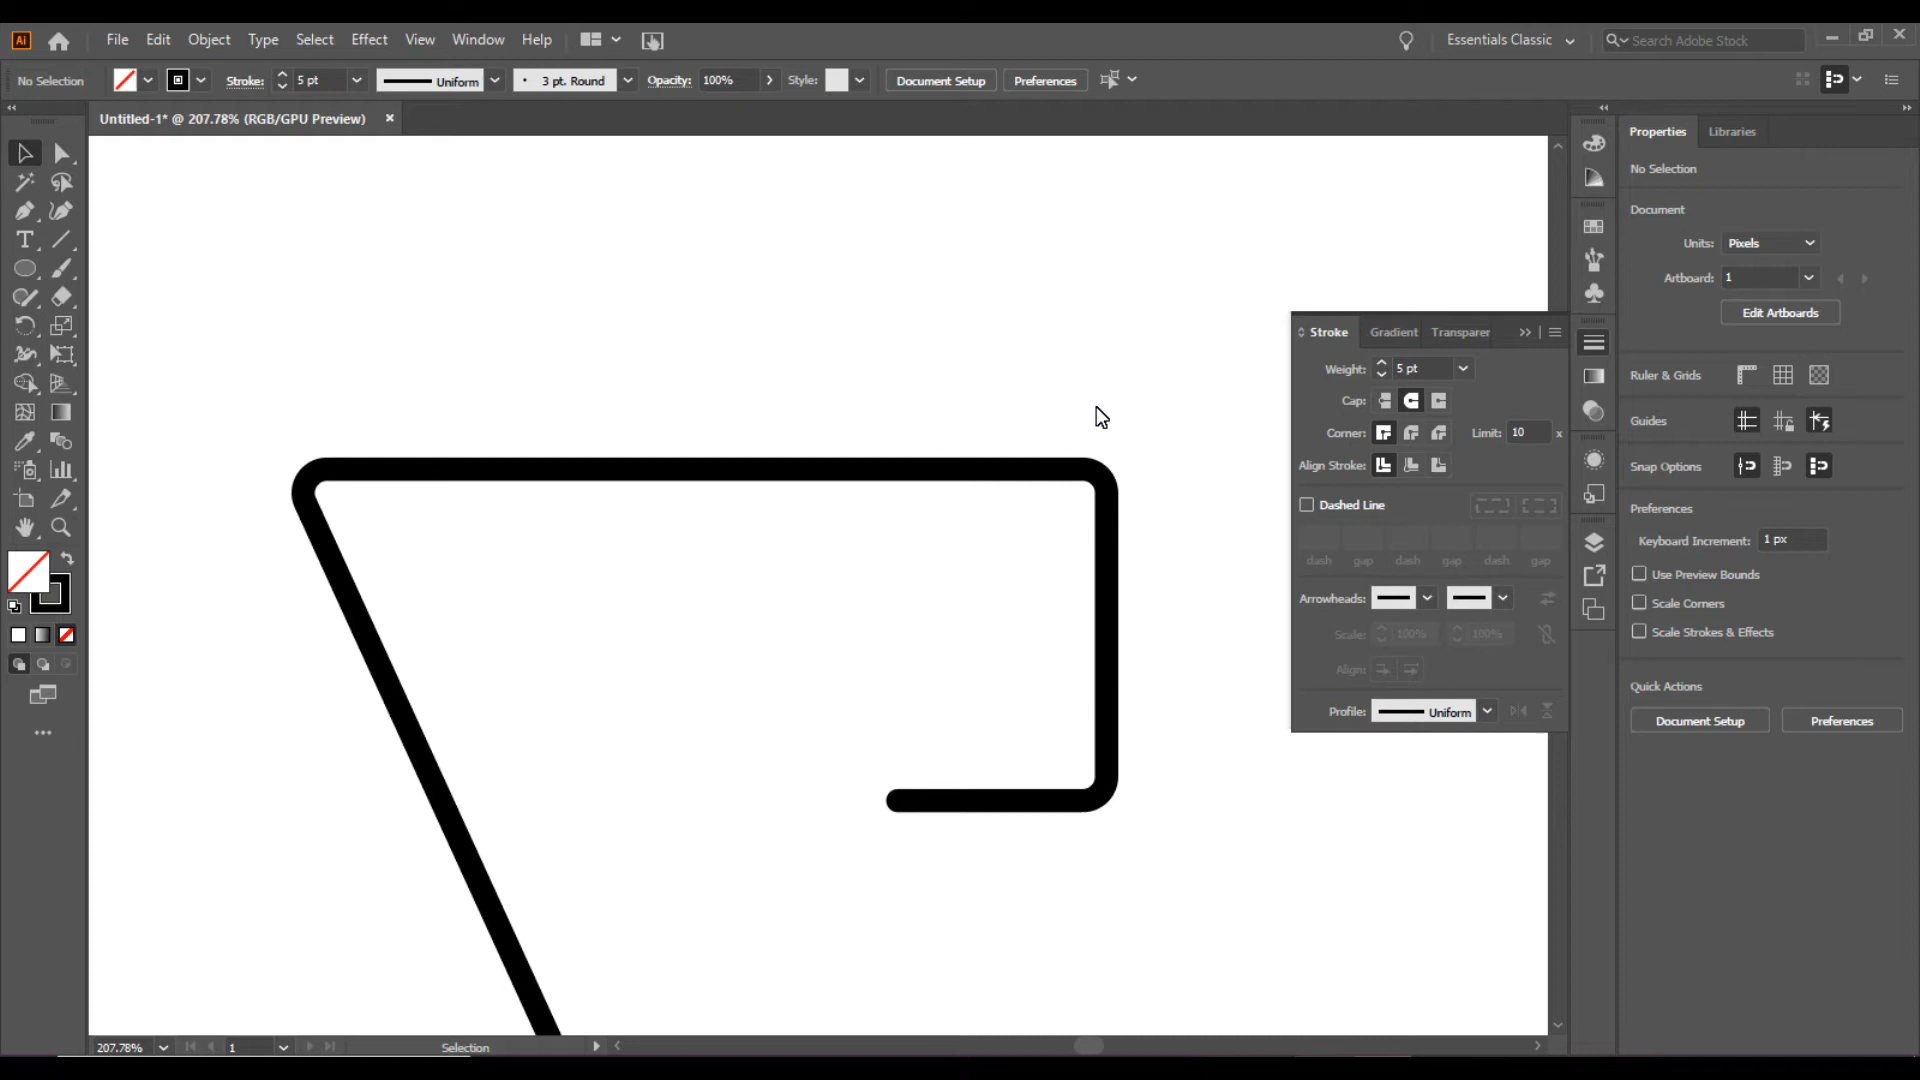 Ai File Edit Object Type Select Effect View Window Help Essentials Classic Search Adobe Stock
No Selection Stroke: 5 pt Uniform 3 pt. Round Opacity: 100% Style: Document Setup Preferences
Untitled-1* @ 207.78% (RGB/GPU Preview)
Properties Libraries
No Selection
Document
Units: Pixels
Artboard: 1
Edit Artboards
Ruler & Grids
Guides
Snap Options
Preferences
Keyboard Increment: 1 px
Use Preview Bounds
Scale Corners
Scale Strokes & Effects
Quick Actions
Document Setup Preferences
Stroke Gradient Transparer
Weight: 5 pt
Cap:
Corner: Limit: 10 x
Align Stroke:
Dashed Line
dash gap dash gap dash gap
Arrowheads:
Scale: 100% 100%
Align:
Profile: Uniform
207.78% 1 Selection